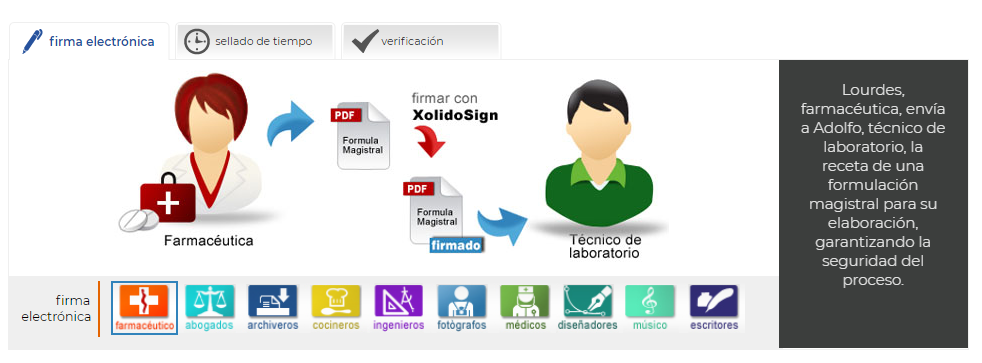 firma electrónica
sellado de tiempo
verificación
PDF
Formula
Magistral
firmar con
XolidoSign
PDF
Formula
Magistral
firmado
Farmacéutica
Técnico de
laboratorio
Lourdes,
farmacéutica, envía
a Adolfo, técnico de
laboratorio, la
receta de una
formulación
magistral para su
elaboración,
garantizando la
seguridad del
proceso.
firma
electrónica
farmacéutico
abogados
archiveros
cocineros
ingenieros
fotògrafos
médicos
diseñadores
músico
escritores